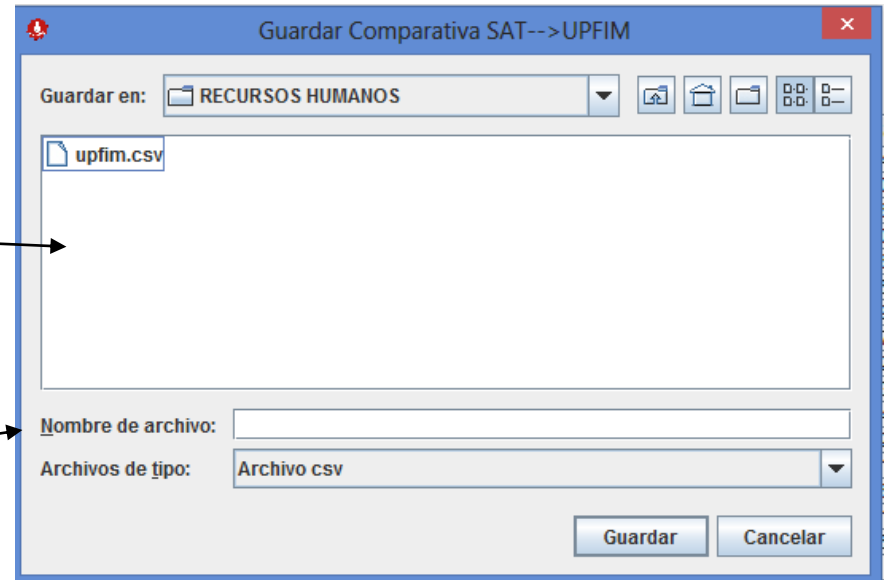 Guardar Comparativa SAT-->UPFIM
Guardar en: RECURSOS HUMANOS
upfim.csv
Nombre de archivo:
Archivos de tipo: Archivo csv
Guardar Cancelar